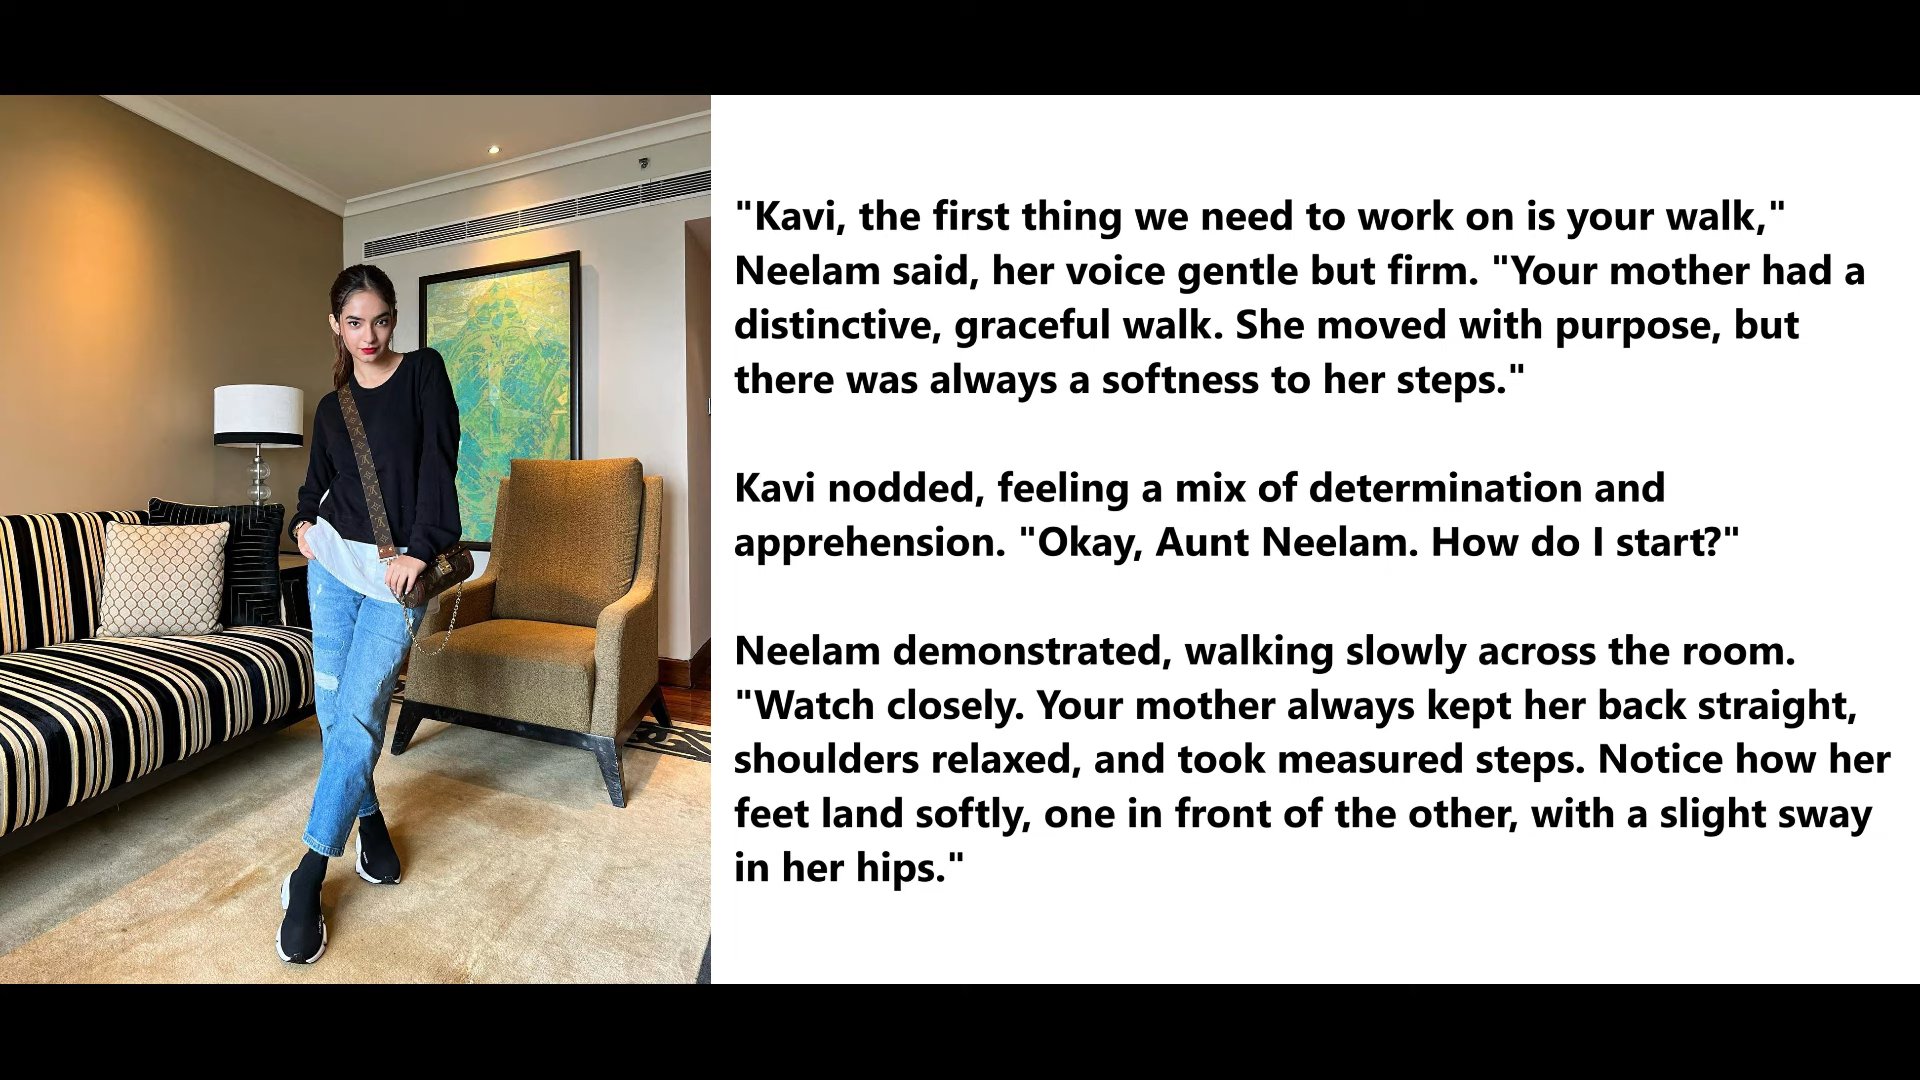 "Kavi, the first thing we need to work on is your walk,"
Neelam said, her voice gentle but firm. "Your mother had a
distinctive, graceful walk. She moved with purpose, but
there was always a softness to her steps."
Kavi nodded, feeling a mix of determination and
apprehension. "Okay, Aunt Neelam. How do I start?"
Neelam demonstrated, walking slowly across the room.
"Watch closely. Your mother always kept her back straight,
shoulders relaxed, and took measured steps. Notice how her
feet land softly, one in front of the other, with a slight sway
in her hips."